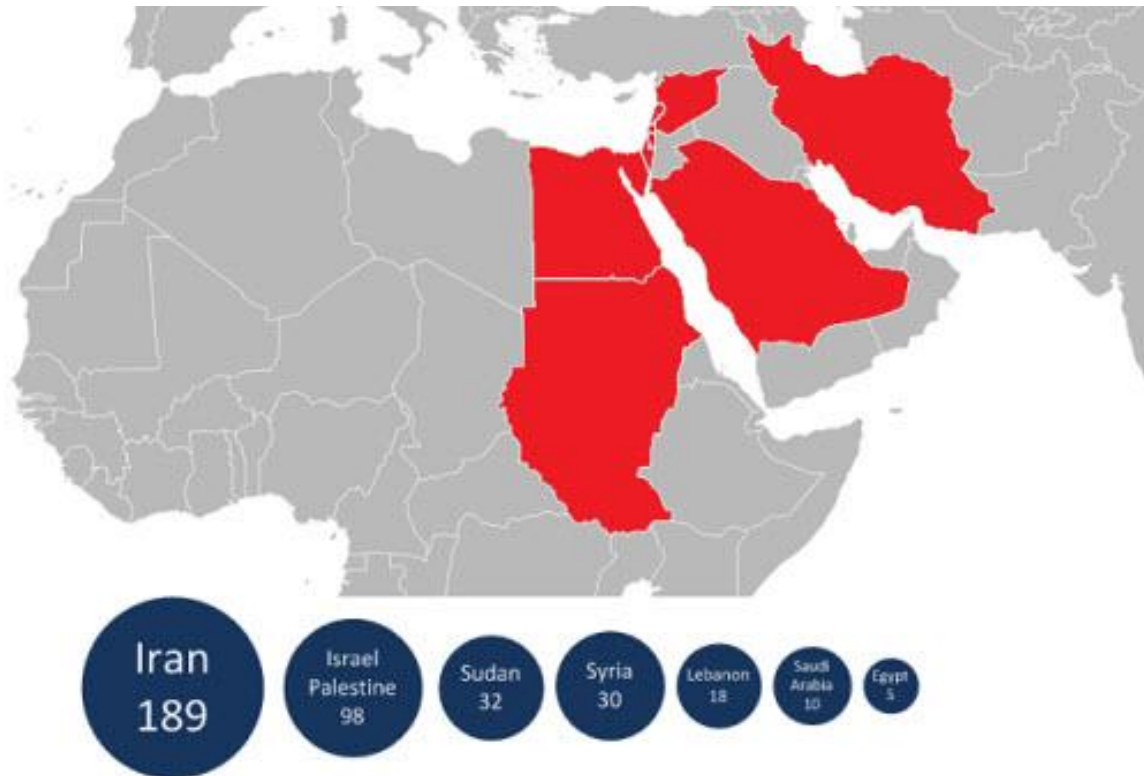 Iran
189
Israel
Palestine
98
Sudan
32
Syria
30
Lebanon
18
Saudi
Arabia
10
Egypt
5